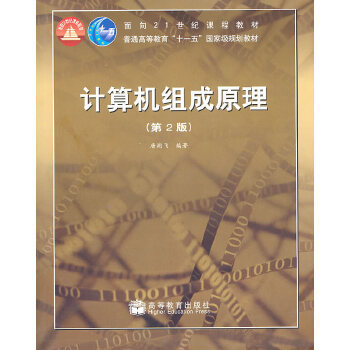 面向21世纪课程教材
普通高等教育“十一五”国家级规划教材
计算机组成原理
(第2版)
唐朔飞 编著
高等教育出版社
Higher Education Press